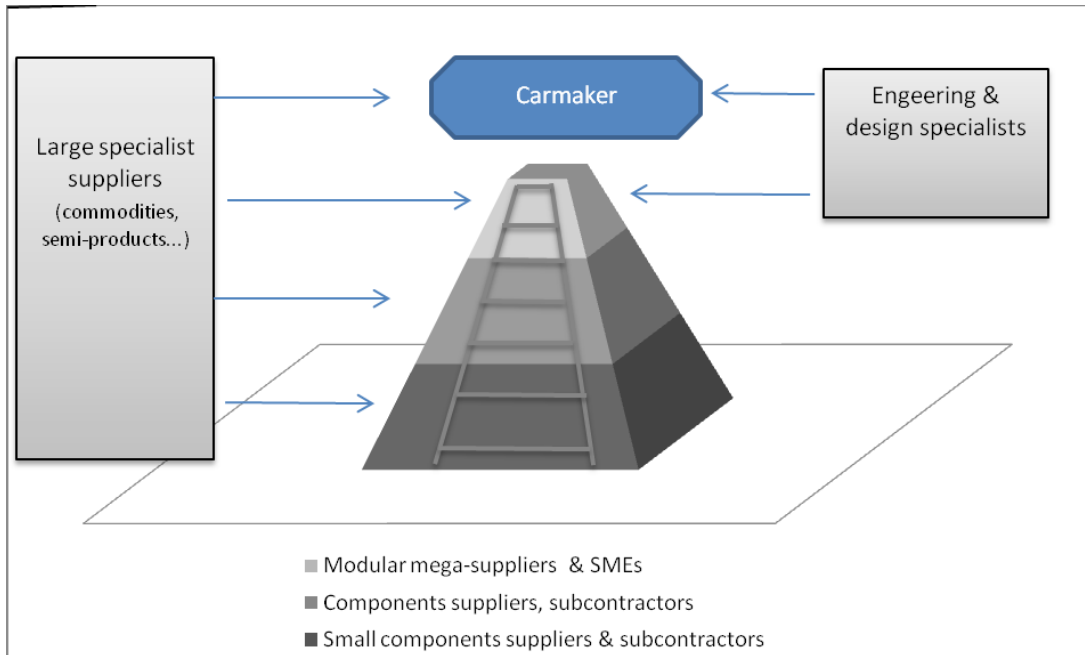 Large specialist
suppliers
(commodities,
semi-products...)
Carmaker
Engeering &
design specialists
Modular mega-suppliers & SMEs
Components suppliers, subcontractors
Small components suppliers & subcontractors